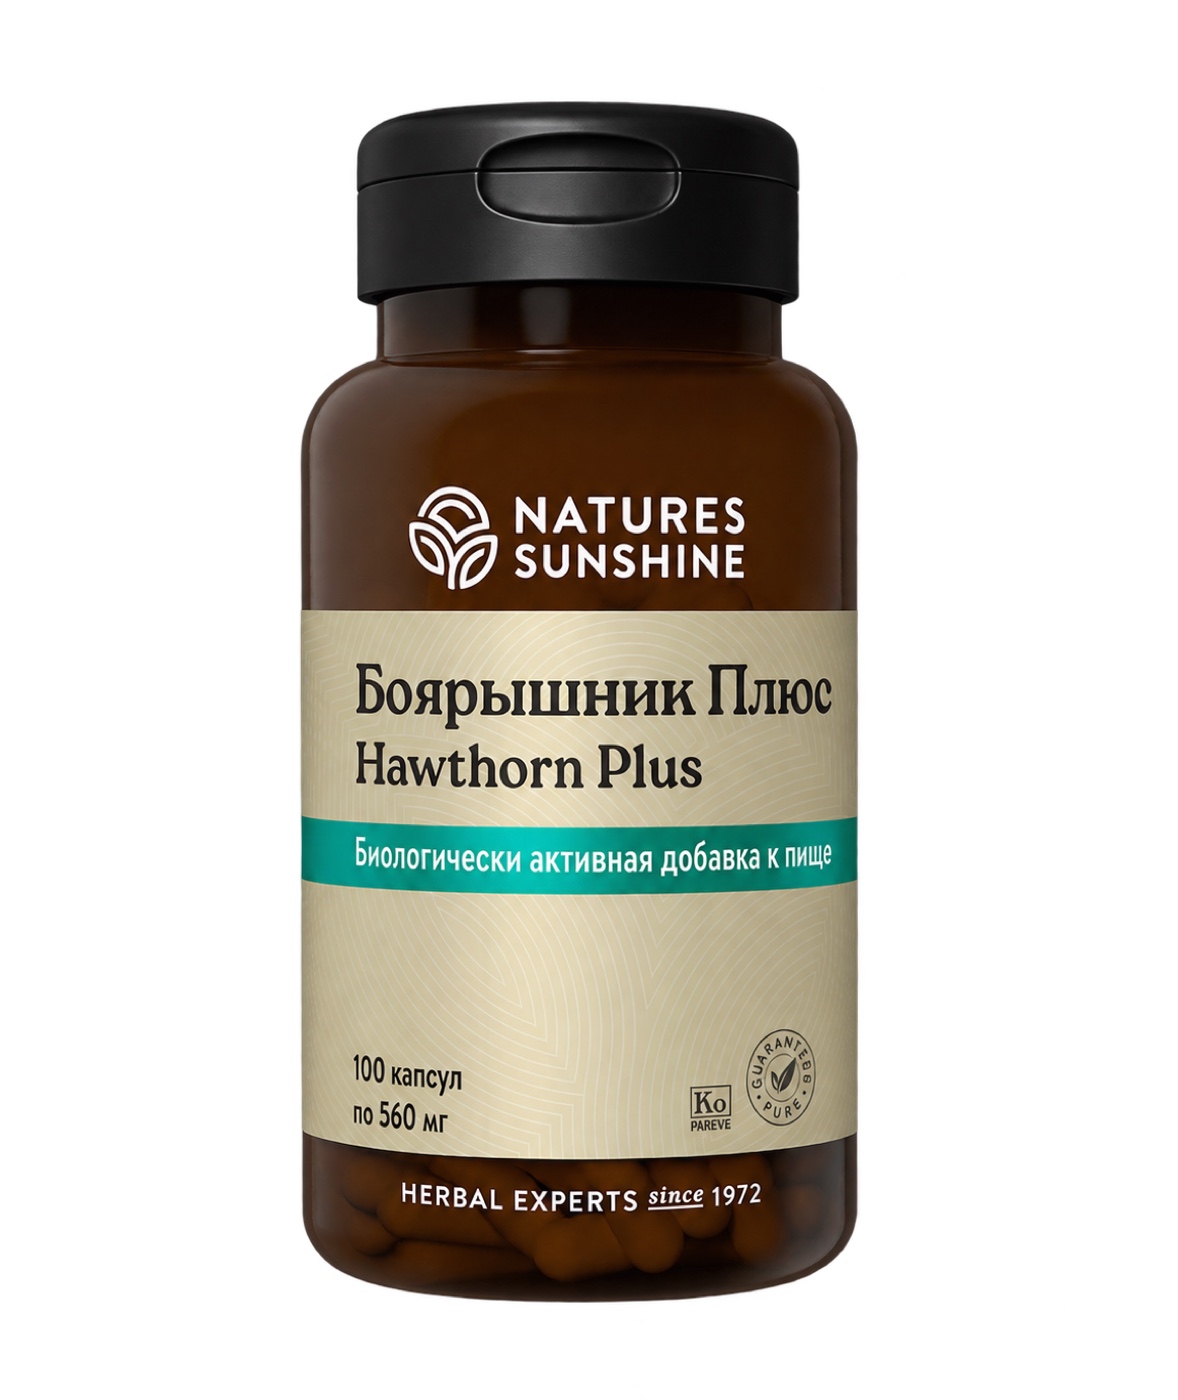 NATURES
SUNSHINE
Боярышник Плюс
Hawthorn Plus
Биологически активная добавка к пище
100 капсул
по 560 мг
Ko
PAREVE
GUARANTEED
PURE
HERBAL EXPERTS since 1972